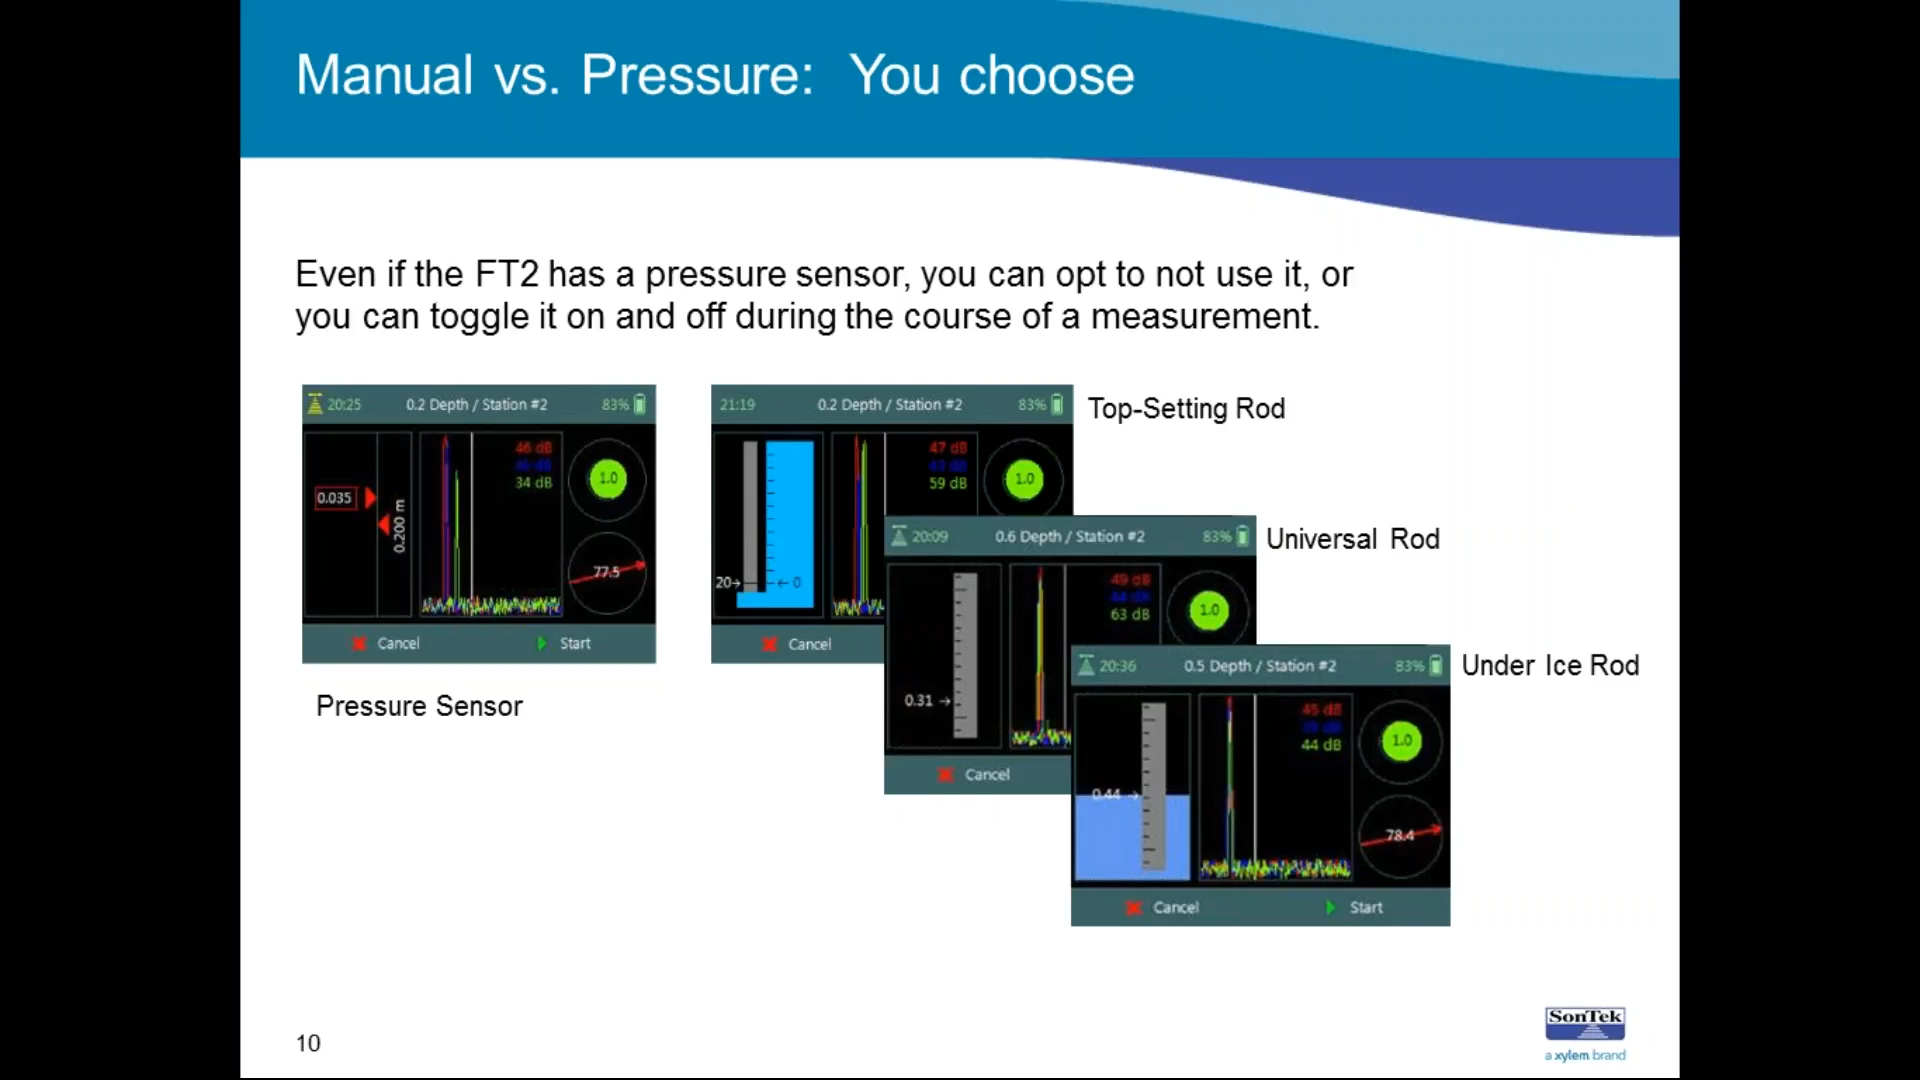 Manual vs. Pressure: You choose
Even if the FT2 has a pressure sensor, you can opt to not use it, or
you can toggle it on and off during the course of a measurement.
20:25 0.2 Depth / Station #2 83%
46 dB
34 dB
1.0
0.035
0.200 m
77.5
Cancel Start
Pressure Sensor
21:19 0.2 Depth / Station #2 83%
47 dB
59 dB
1.0
20→ ←0
Cancel
Top-Setting Rod
20:09 0.6 Depth / Station #2 83%
49 dB
63 dB
1.0
0.31 →
Cancel
Universal Rod
20:36 0.5 Depth / Station #2 83%
45 dB
44 dB
1.0
0.44 →
78.4
Cancel Start
Under Ice Rod
10
SonTek
a xylem brand